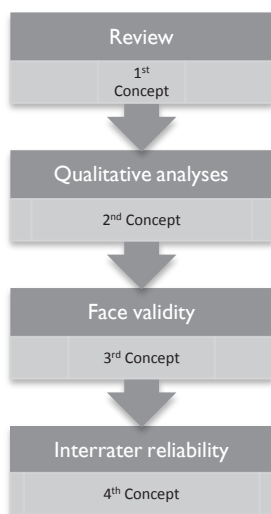 Review
1st
Concept
Qualitative analyses
2nd Concept
Face validity
3rd Concept
Interrater reliability
4th Concept